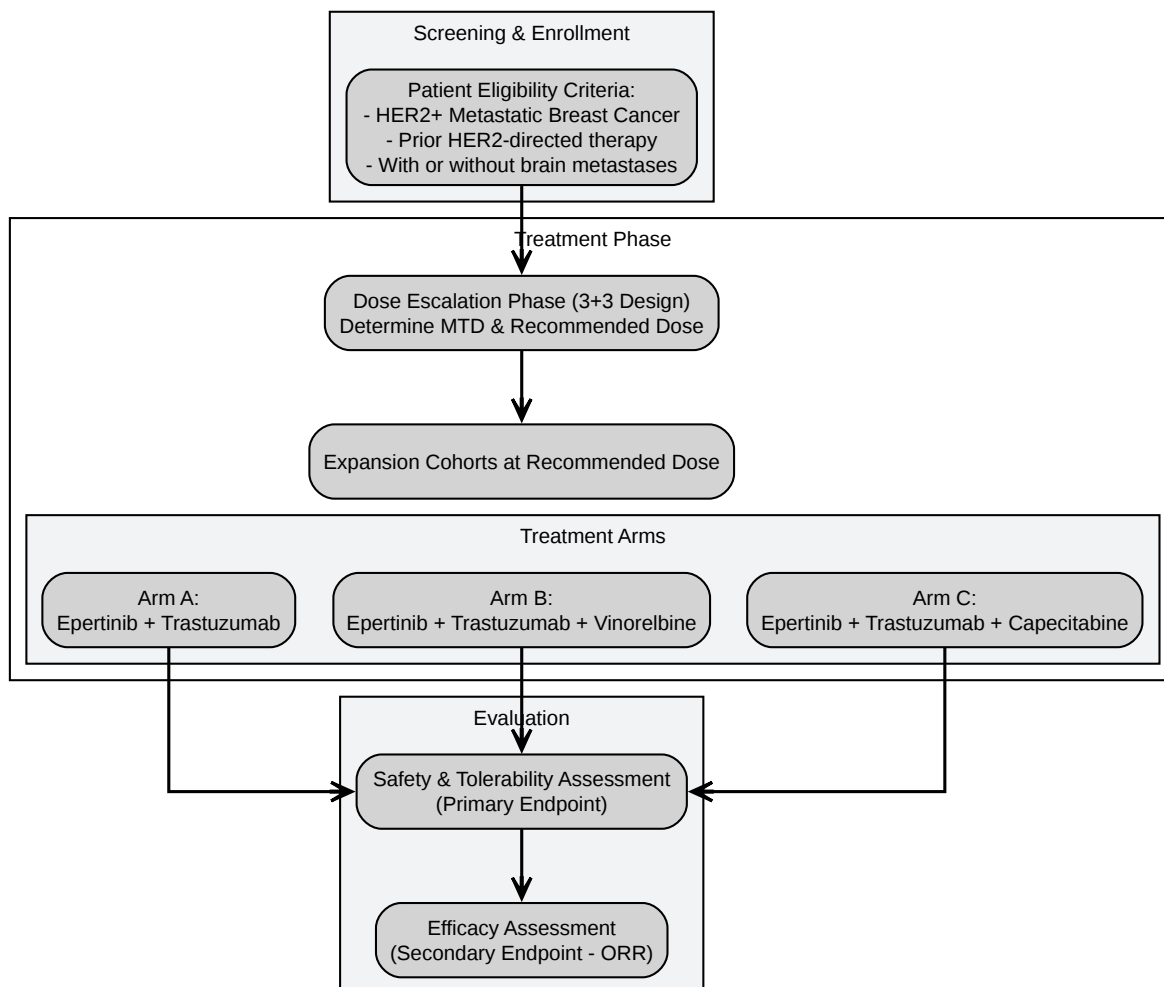 Screening & Enrollment
Patient Eligibility Criteria:
- HER2+ Metastatic Breast Cancer
- Prior HER2-directed therapy
- With or without brain metastases
Treatment Phase
Dose Escalation Phase (3+3 Design)
Determine MTD & Recommended Dose
Expansion Cohorts at Recommended Dose
Treatment Arms
Arm A:
Epertinib + Trastuzumab
Arm B:
Epertinib + Trastuzumab + Vinorelbine
Arm C:
Epertinib + Trastuzumab + Capecitabine
Evaluation
Safety & Tolerability Assessment
(Primary Endpoint)
Efficacy Assessment
(Secondary Endpoint - ORR)